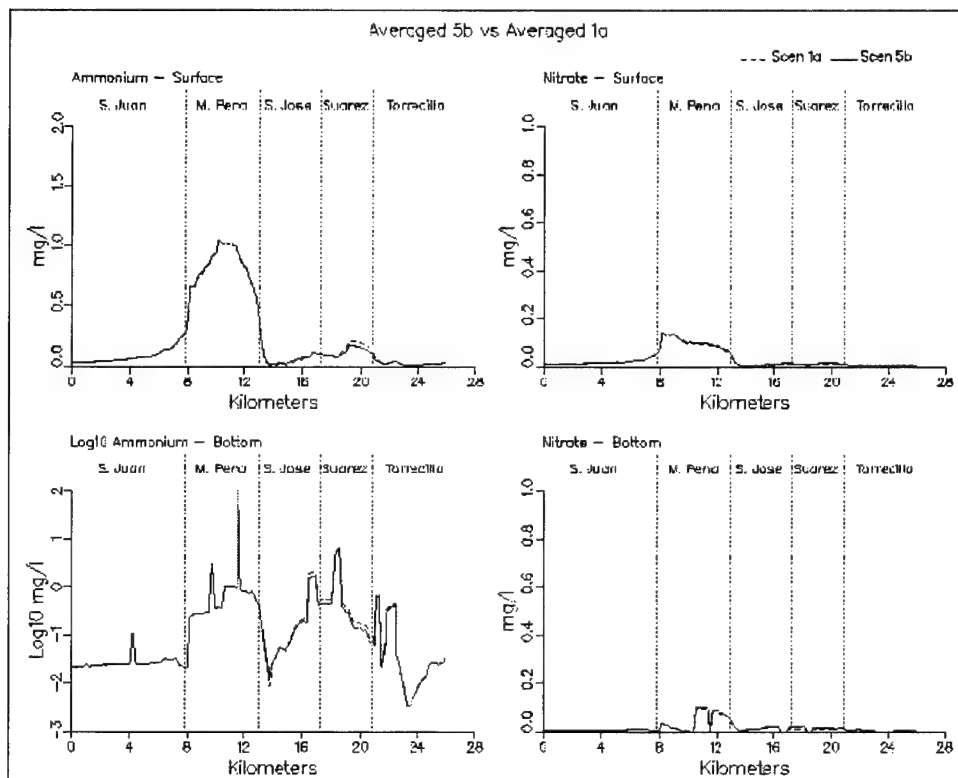 Averaged 5b vs Averaged 1a
--- Scen 1a —— Scen 5b
Ammonium — Surface
S. Juan M. Pena S. Jose Suarez Torrecilla
2.0
1.5
1.0
0.5
0.0
mg/l
0 4 8 12 16 20 24 28
Kilometers
Nitrate — Surface
S. Juan M. Pena S. Jose Suarez Torrecilla
1.0
0.8
0.6
0.4
0.2
0.0
mg/l
0 4 8 12 16 20 24 28
Kilometers
Log10 Ammonium — Bottom
S. Juan M. Pena S. Jose Suarez Torrecilla
2
1
0
-1
-2
-3
Log10 mg/l
0 4 8 12 16 20 24 28
Kilometers
Nitrate — Bottom
S. Juan M. Pena S. Jose Suarez Torrecilla
1.0
0.8
0.6
0.4
0.2
0.0
mg/l
0 4 8 12 16 20 24 28
Kilometers